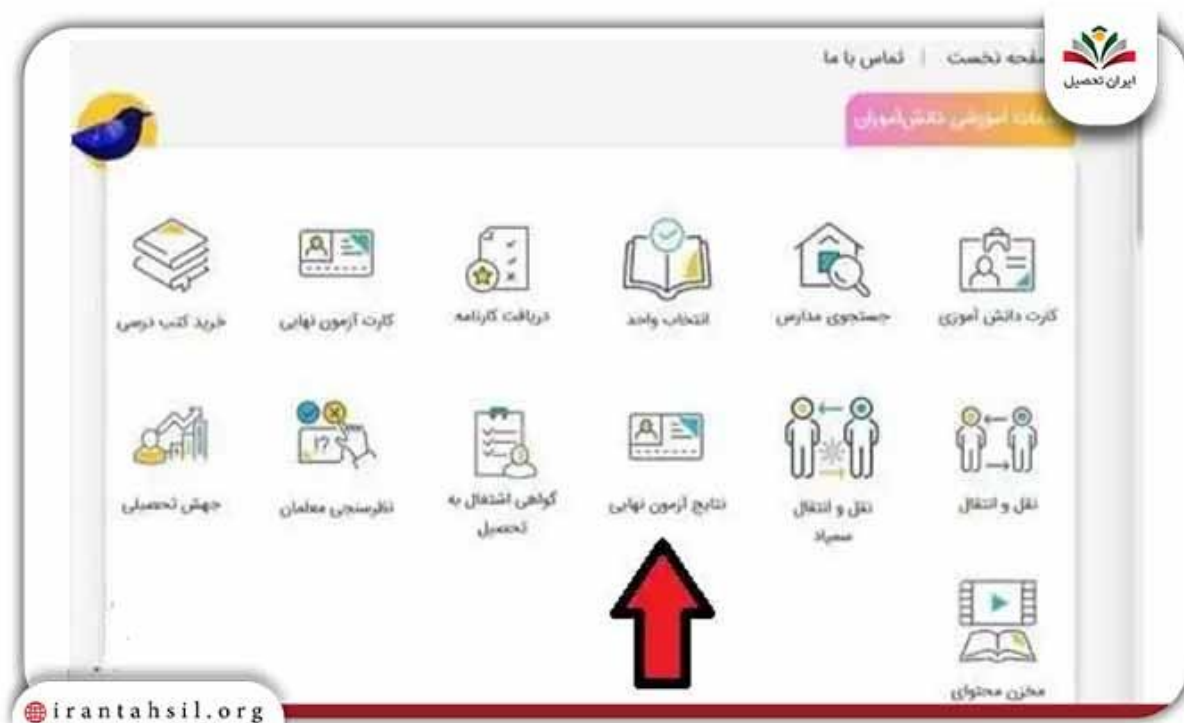 ایران تحصیل
صفحه نخست | تماس با ما
آموزشی دانش‌آموزان
کارت دانش آموزی
جستجوی مدارس
انتخاب واحد
دریافت کارنامه
کارت آزمون نهایی
خرید کتب درسی
نقل و انتقال
نقل و انتقال
سمپاد
نتایج آزمون نهایی
گواهی اشتغال به
تحصیل
نظرسنجی معلمان
جهش تحصیلی
مخزن محتوای
irantahsil.org